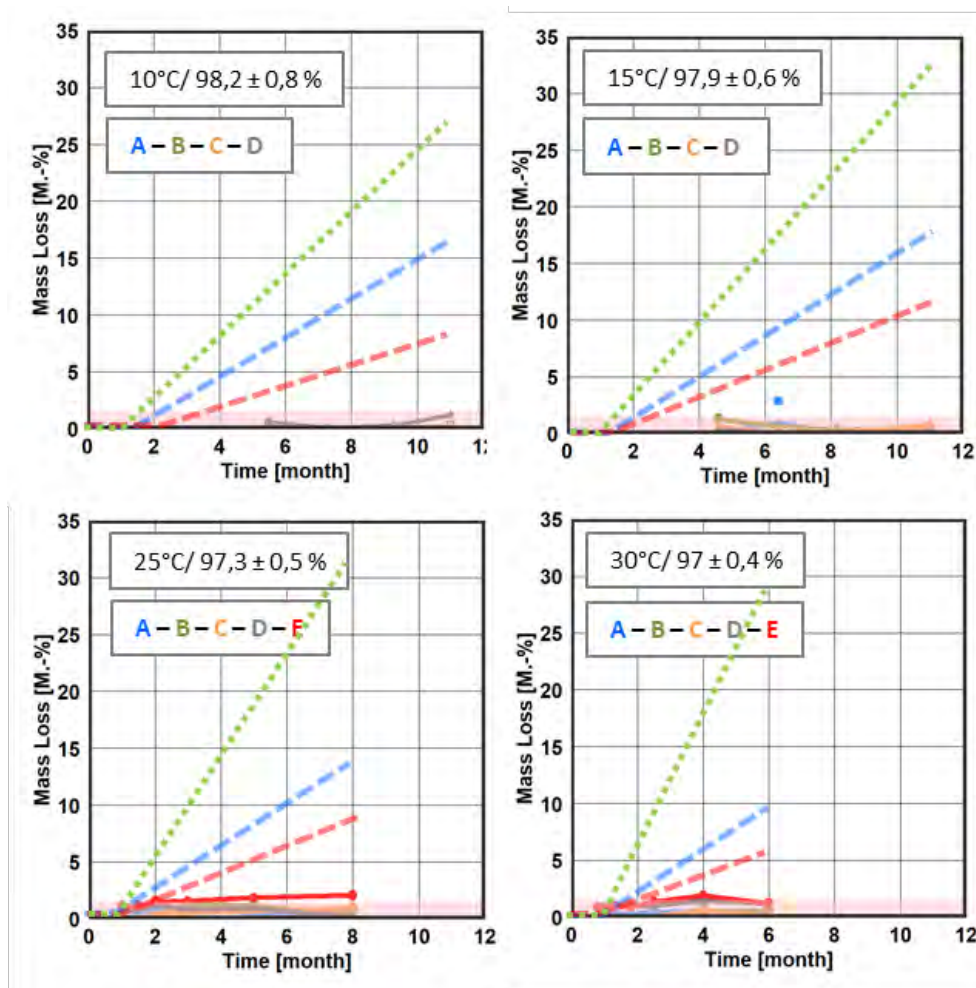 35
30
25
20
15
10
5
0
Mass Loss [M.-%]
10°C/ 98,2 ± 0,8 %
A – B – C – D
0 2 4 6 8 10 1
Time [month]
35
30
25
20
15
10
5
0
Mass Loss [M.-%]
15°C/ 97,9 ± 0,6 %
A – B – C – D
0 2 4 6 8 10 12
Time [month]
35
30
25
20
15
10
5
0
Mass Loss [M.-%]
25°C/ 97,3 ± 0,5 %
A – B – C – D –
0 2 4 6 8 10 12
Time [month]
35
30
25
20
15
10
5
0
Mass Loss [M.-%]
30°C/ 97 ± 0,4 %
A – B – C – D – E
0 2 4 6 8 10 12
Time [month]